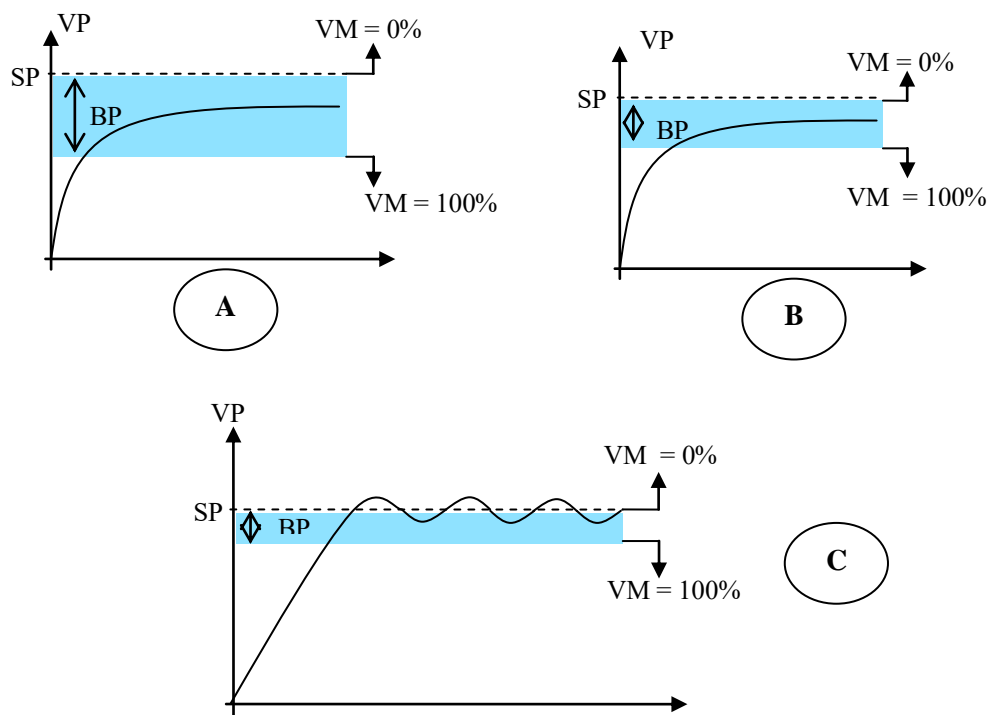 VP
VM = 0%
SP
BP
VM = 100%
A
VP
VM = 0%
SP
BP
VM = 100%
B
VP
VM = 0%
SP
BP
VM = 100%
C